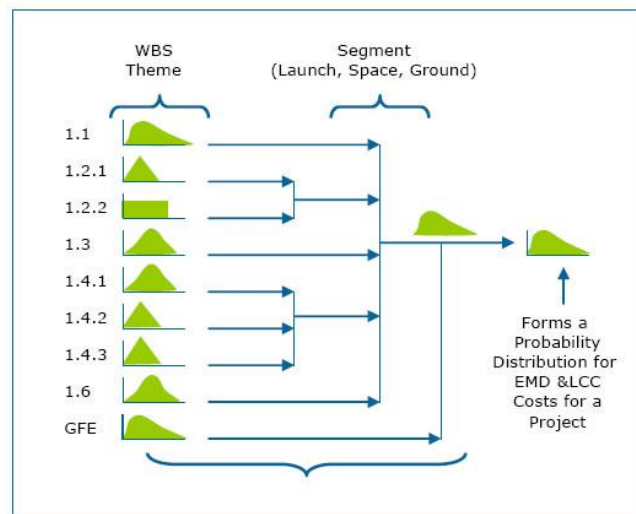 WBS
Theme
Segment
(Launch, Space, Ground)
1.1
1.2.1
1.2.2
1.3
1.4.1
1.4.2
1.4.3
1.6
GFE
Forms a
Probability
Distribution for
EMD &LCC
Costs for a
Project